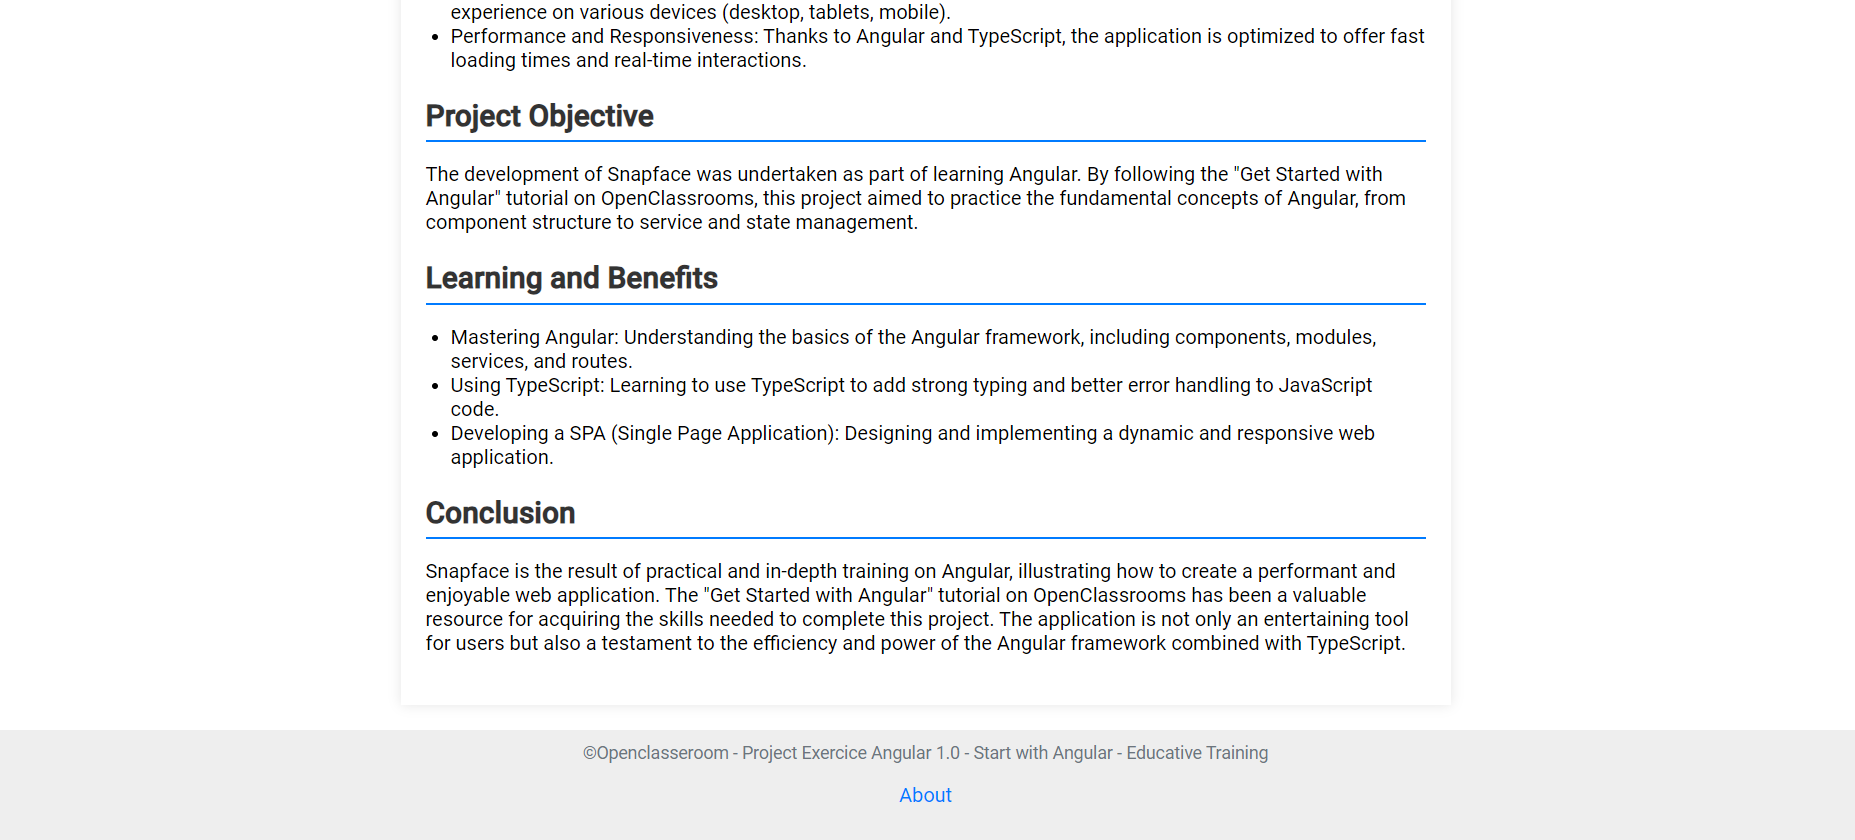 experience on various devices (desktop, tablets, mobile).
• Performance and Responsiveness: Thanks to Angular and TypeScript, the application is optimized to offer fast
loading times and real-time interactions.
Project Objective
The development of Snapface was undertaken as part of learning Angular. By following the "Get Started with
Angular" tutorial on OpenClassrooms, this project aimed to practice the fundamental concepts of Angular, from
component structure to service and state management.
Learning and Benefits
• Mastering Angular: Understanding the basics of the Angular framework, including components, modules,
services, and routes.
• Using TypeScript: Learning to use TypeScript to add strong typing and better error handling to JavaScript
code.
• Developing a SPA (Single Page Application): Designing and implementing a dynamic and responsive web
application.
Conclusion
Snapface is the result of practical and in-depth training on Angular, illustrating how to create a performant and
enjoyable web application. The "Get Started with Angular" tutorial on OpenClassrooms has been a valuable
resource for acquiring the skills needed to complete this project. The application is not only an entertaining tool
for users but also a testament to the efficiency and power of the Angular framework combined with TypeScript.
©Openclasseroom - Project Exercice Angular 1.0 - Start with Angular - Educative Training
About